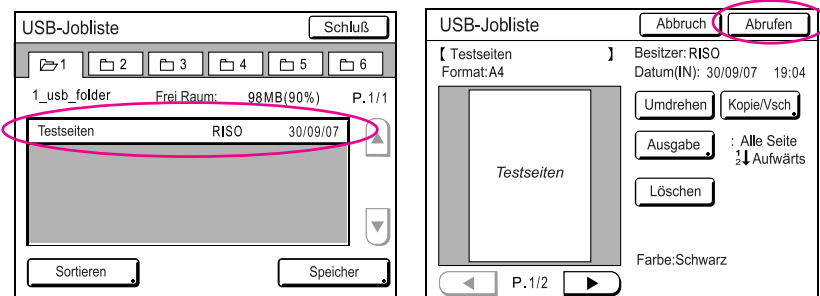 USB-Jobliste Schluß
1 2 3 4 5 6
1_usb_folder Frei Raum: 98MB(90%) P.1/1
Testseiten RISO 30/09/07
Sortieren Speicher
USB-Jobliste Abbruch Abrufen
【 Testseiten 】 Besitzer:RISO
Format:A4 Datum(IN): 30/09/07 19:04
Umdrehen Kopie/Vsch
Ausgabe : Alle Seite
1 2 Aufwärts
Testseiten
Löschen
Farbe:Schwarz
P.1/2